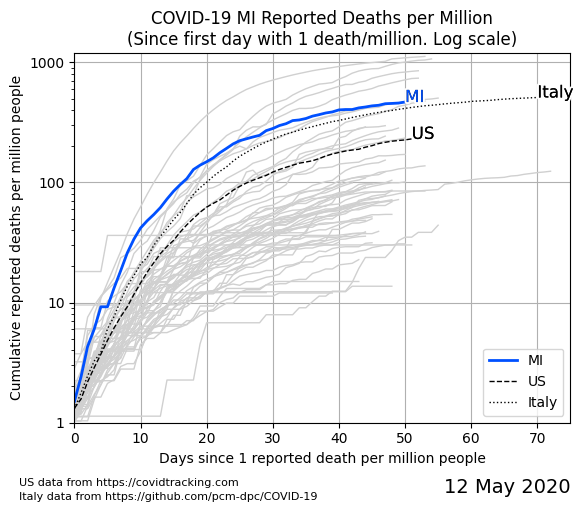 COVID-19 MI Reported Deaths per Million
(Since first day with 1 death/million. Log scale)
Cumulative reported deaths per million people
1000
100
10
1
MI
Italy
US
MI
US
Italy
0 10 20 30 40 50 60 70
Days since 1 reported death per million people
US data from https://covidtracking.com
Italy data from https://github.com/pcm-dpc/COVID-19
12 May 2020